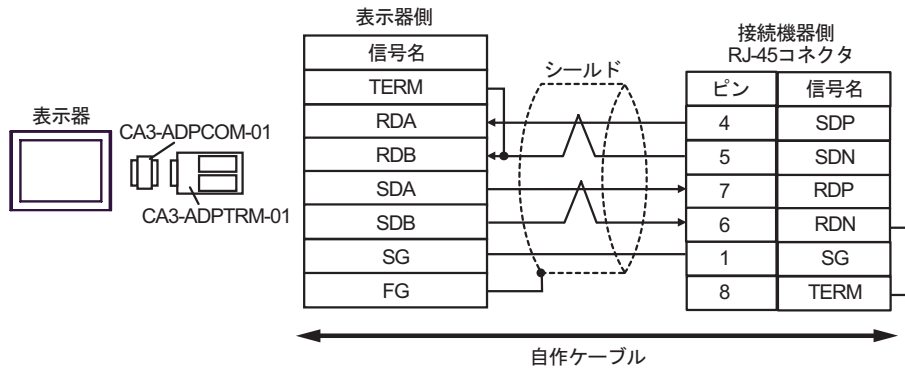 表示器
CA3-ADPCOM-01
CA3-ADPTRM-01
表示器側
信号名
TERM
RDA
RDB
SDA
SDB
SG
FG
シールド
接続機器側
RJ-45コネクタ
ピン 信号名
4 SDP
5 SDN
7 RDP
6 RDN
1 SG
8 TERM
自作ケーブル